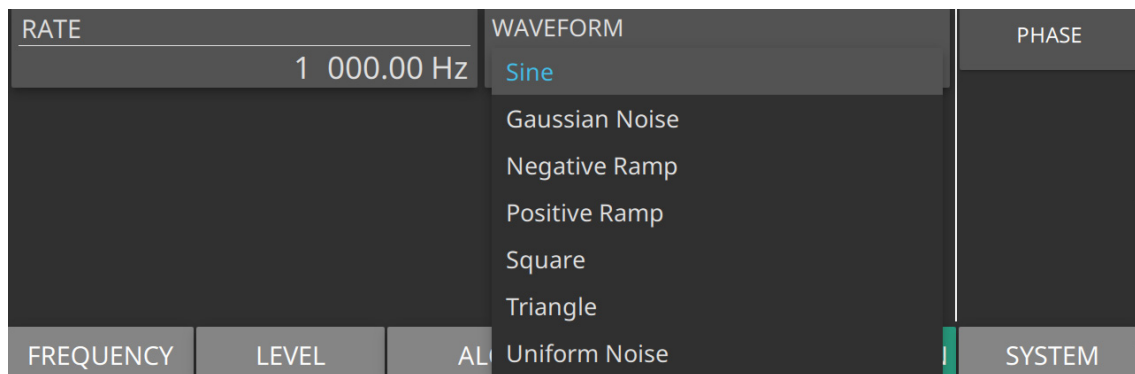 RATE
1 000.00 Hz
WAVEFORM
Sine
Gaussian Noise
Negative Ramp
Positive Ramp
Square
Triangle
Uniform Noise
PHASE
FREQUENCY
LEVEL
SYSTEM